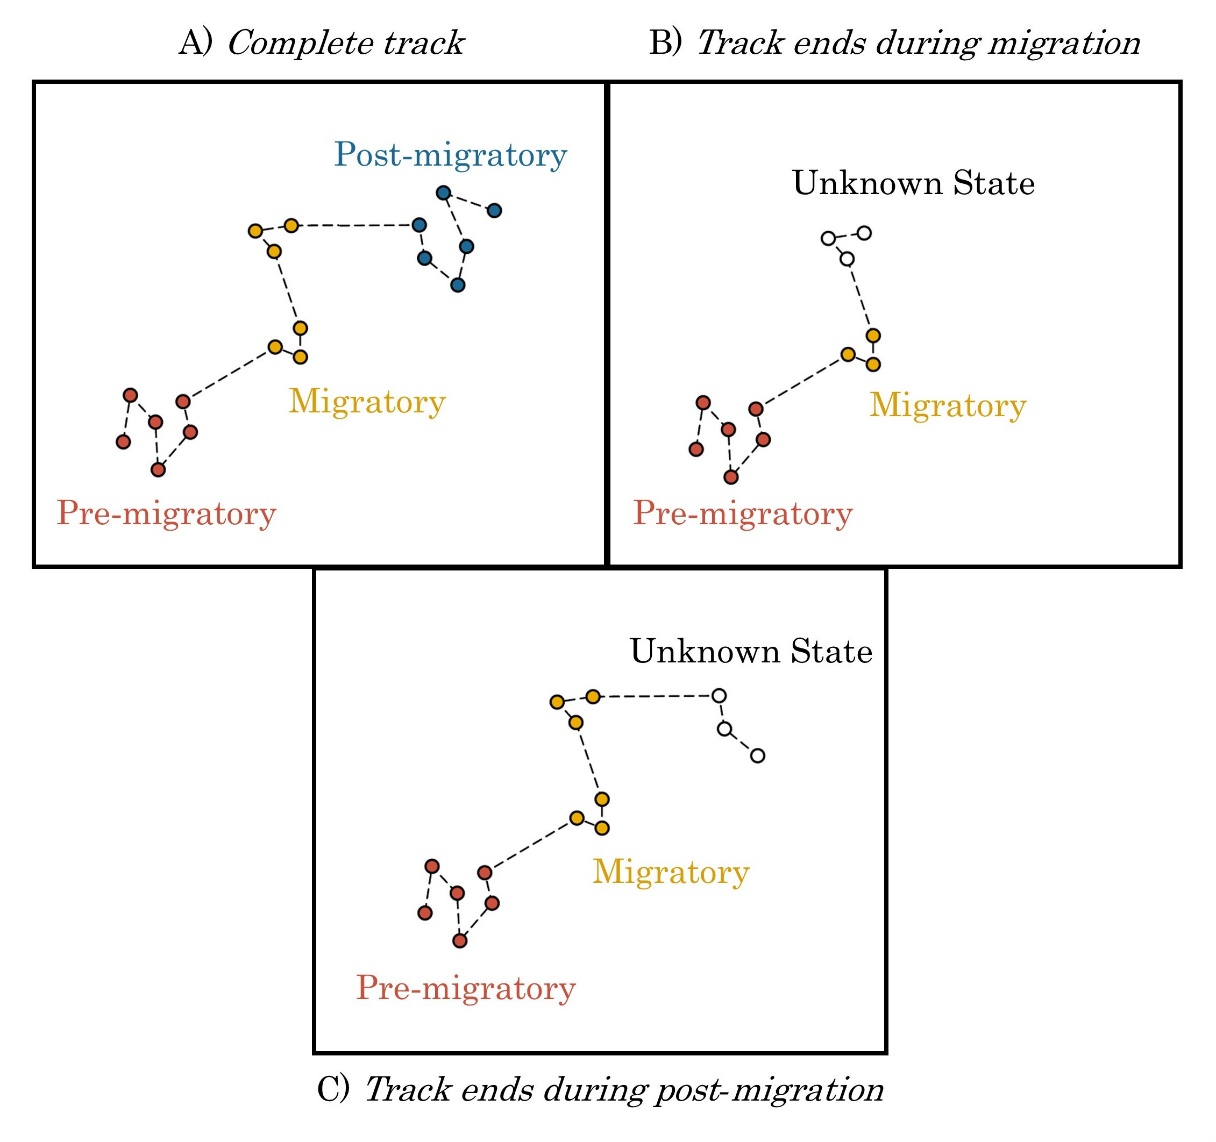 A) Complete track
B) Track ends during migration
Post-migratory
Migratory
Pre-migratory
Unknown State
Migratory
Pre-migratory
Unknown State
Migratory
Pre-migratory
C) Track ends during post-migration